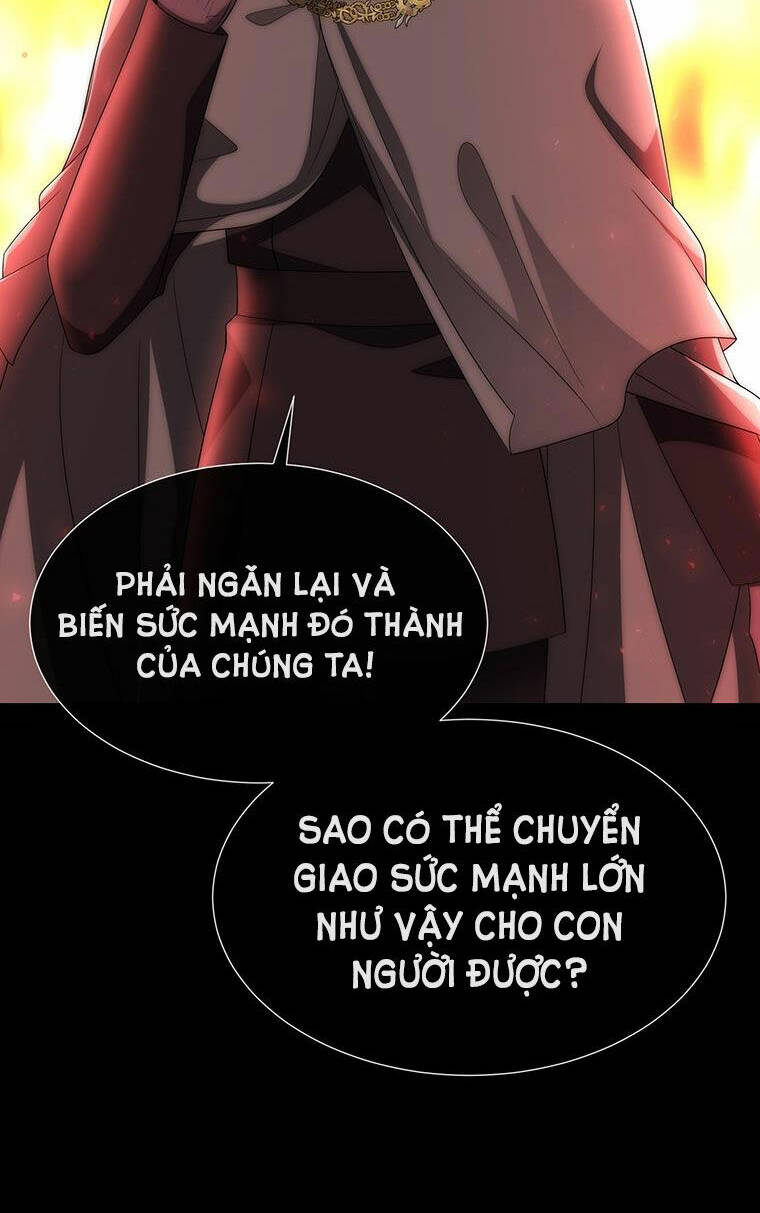 PHẢI NGĂN LẠI VÀ
BIẾN SỨC MẠNH ĐÓ THÀNH
CỦA CHÚNG TA!
SAO CÓ THỂ CHUYỂN
GIAO SỨC MẠNH LỚN
NHƯ VẬY CHO CON
NGƯỜI ĐƯỢC?